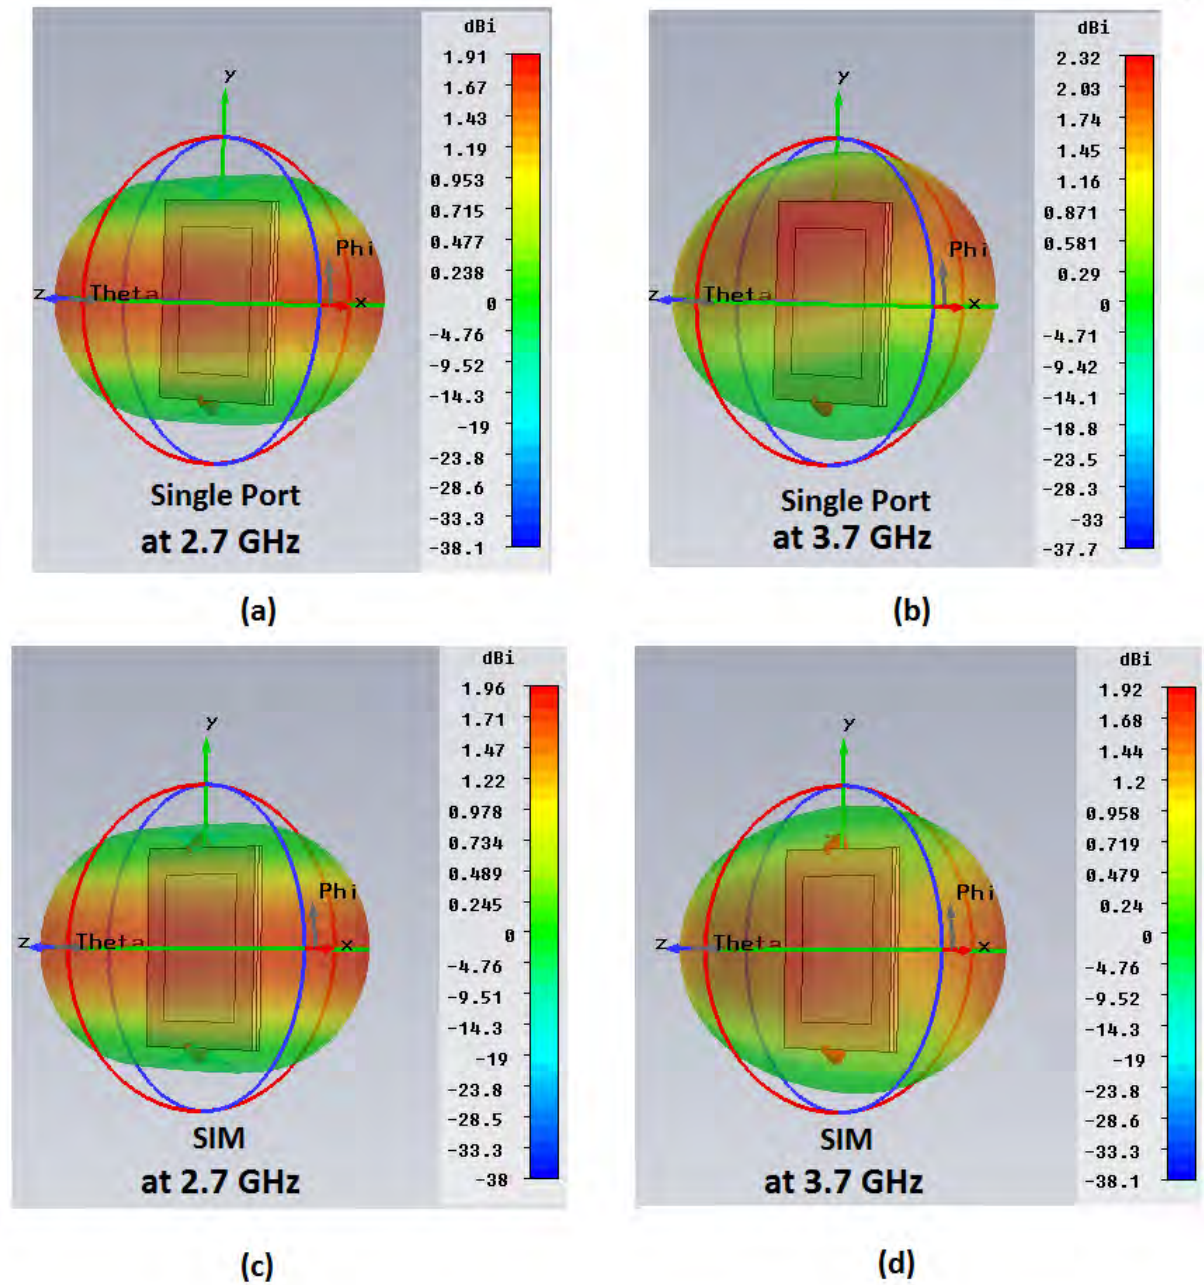 dBi
1.91
1.67
1.43
1.19
0.953
0.715
0.477
0.238
0
-4.76
-9.52
-14.3
-19
-23.8
-28.6
-33.3
-38.1
y
Phi
z
Theta
x
Single Port
at 2.7 GHz
(a)
dBi
2.32
2.03
1.74
1.45
1.16
0.871
0.581
0.29
0
-4.71
-9.42
-14.1
-18.8
-23.5
-28.3
-33
-37.7
y
Phi
z
Theta
x
Single Port
at 3.7 GHz
(b)
dBi
1.96
1.71
1.47
1.22
0.978
0.734
0.489
0.245
0
-4.76
-9.51
-14.3
-19
-23.8
-28.5
-33.3
-38
y
Phi
z
Theta
x
SIM
at 2.7 GHz
(c)
dBi
1.92
1.68
1.44
1.2
0.958
0.719
0.479
0.24
0
-4.76
-9.52
-14.3
-19
-23.8
-28.6
-33.3
-38.1
y
Phi
z
Theta
x
SIM
at 3.7 GHz
(d)